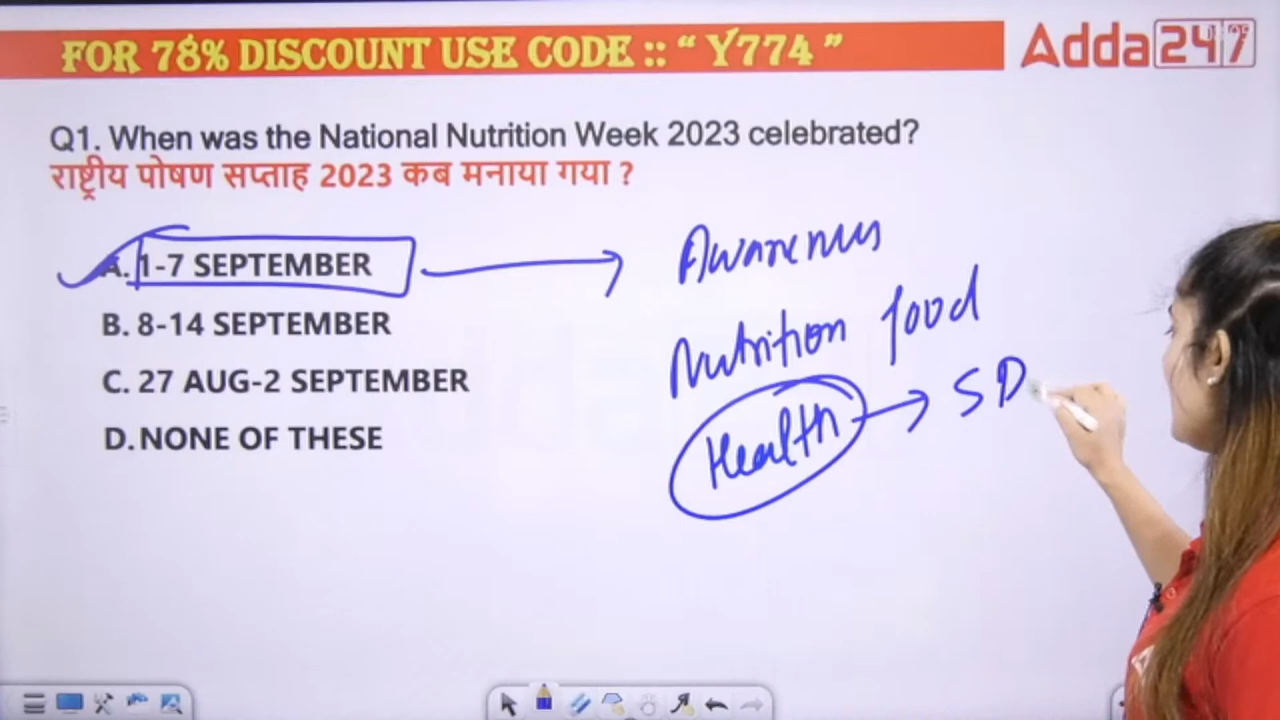 FOR 78% DISCOUNT USE CODE :: “ Y774 ”
Adda247
Q1. When was the National Nutrition Week 2023 celebrated?
राष्ट्रीय पोषण सप्ताह 2023 कब मनाया गया ?
A. 1-7 SEPTEMBER
B. 8-14 SEPTEMBER
C. 27 AUG-2 SEPTEMBER
D. NONE OF THESE
Awareness
Nutrition food
Health → SD